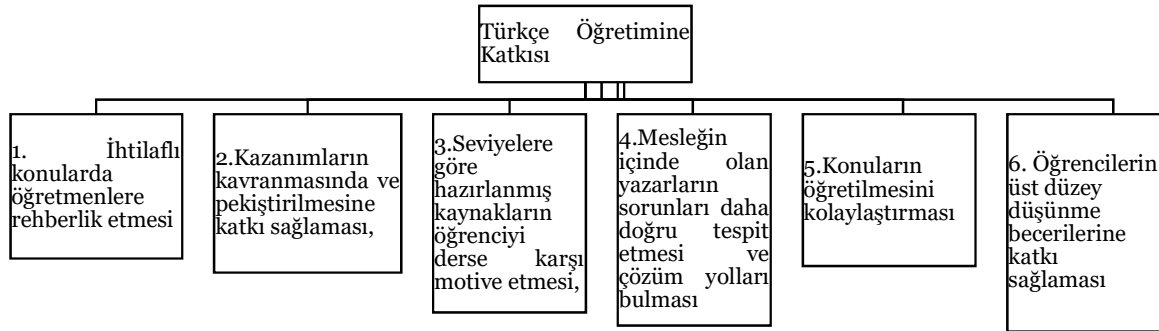 Türkçe Öğretimine
Katkısı
1. İhtilaflı
konularda
öğretmenlere
rehberlik etmesi
2.Kazanımların
kavranmasında ve
pekiştirilmesine
katkı sağlaması,
3.Seviyelere
göre
hazırlanmış
kaynakların
öğrenciyi
derse karşı
motive etmesi,
4.Mesleğin
içinde olan
yazarların
sorunları daha
doğru tespit
etmesi ve
çözüm yolları
bulması
5.Konuların
öğretilmesini
kolaylaştırması
6. Öğrencilerin
üst düzey
düşünme
becerilerine
katkı
sağlaması